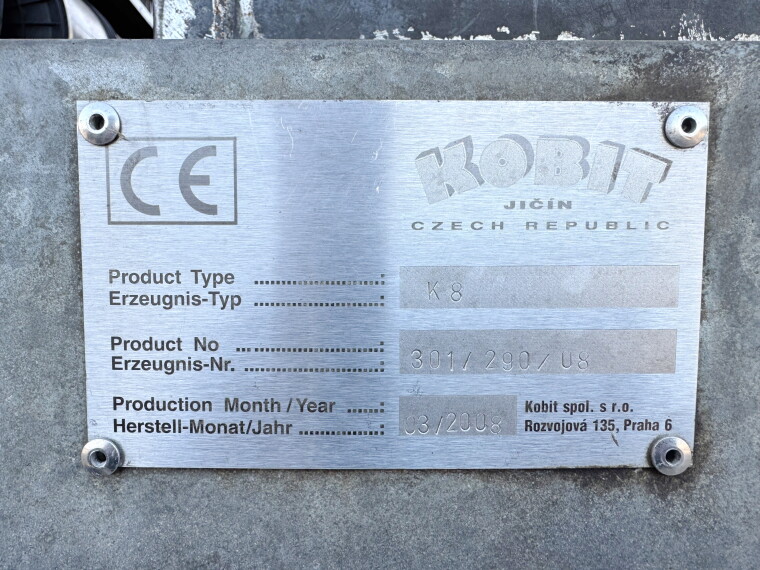 CE
KOBIT
JIČÍN
CZECH REPUBLIC
Product Type ..................:
Erzeugnis-Typ ..................: K 8
Product No ..................:
Erzeugnis-Nr. ..................: 301/290/08
Production Month/Year ......:
Herstell-Monat/Jahr ............: 03/2008
Kobit spol. s r.o.
Rozvojová 135, Praha 6